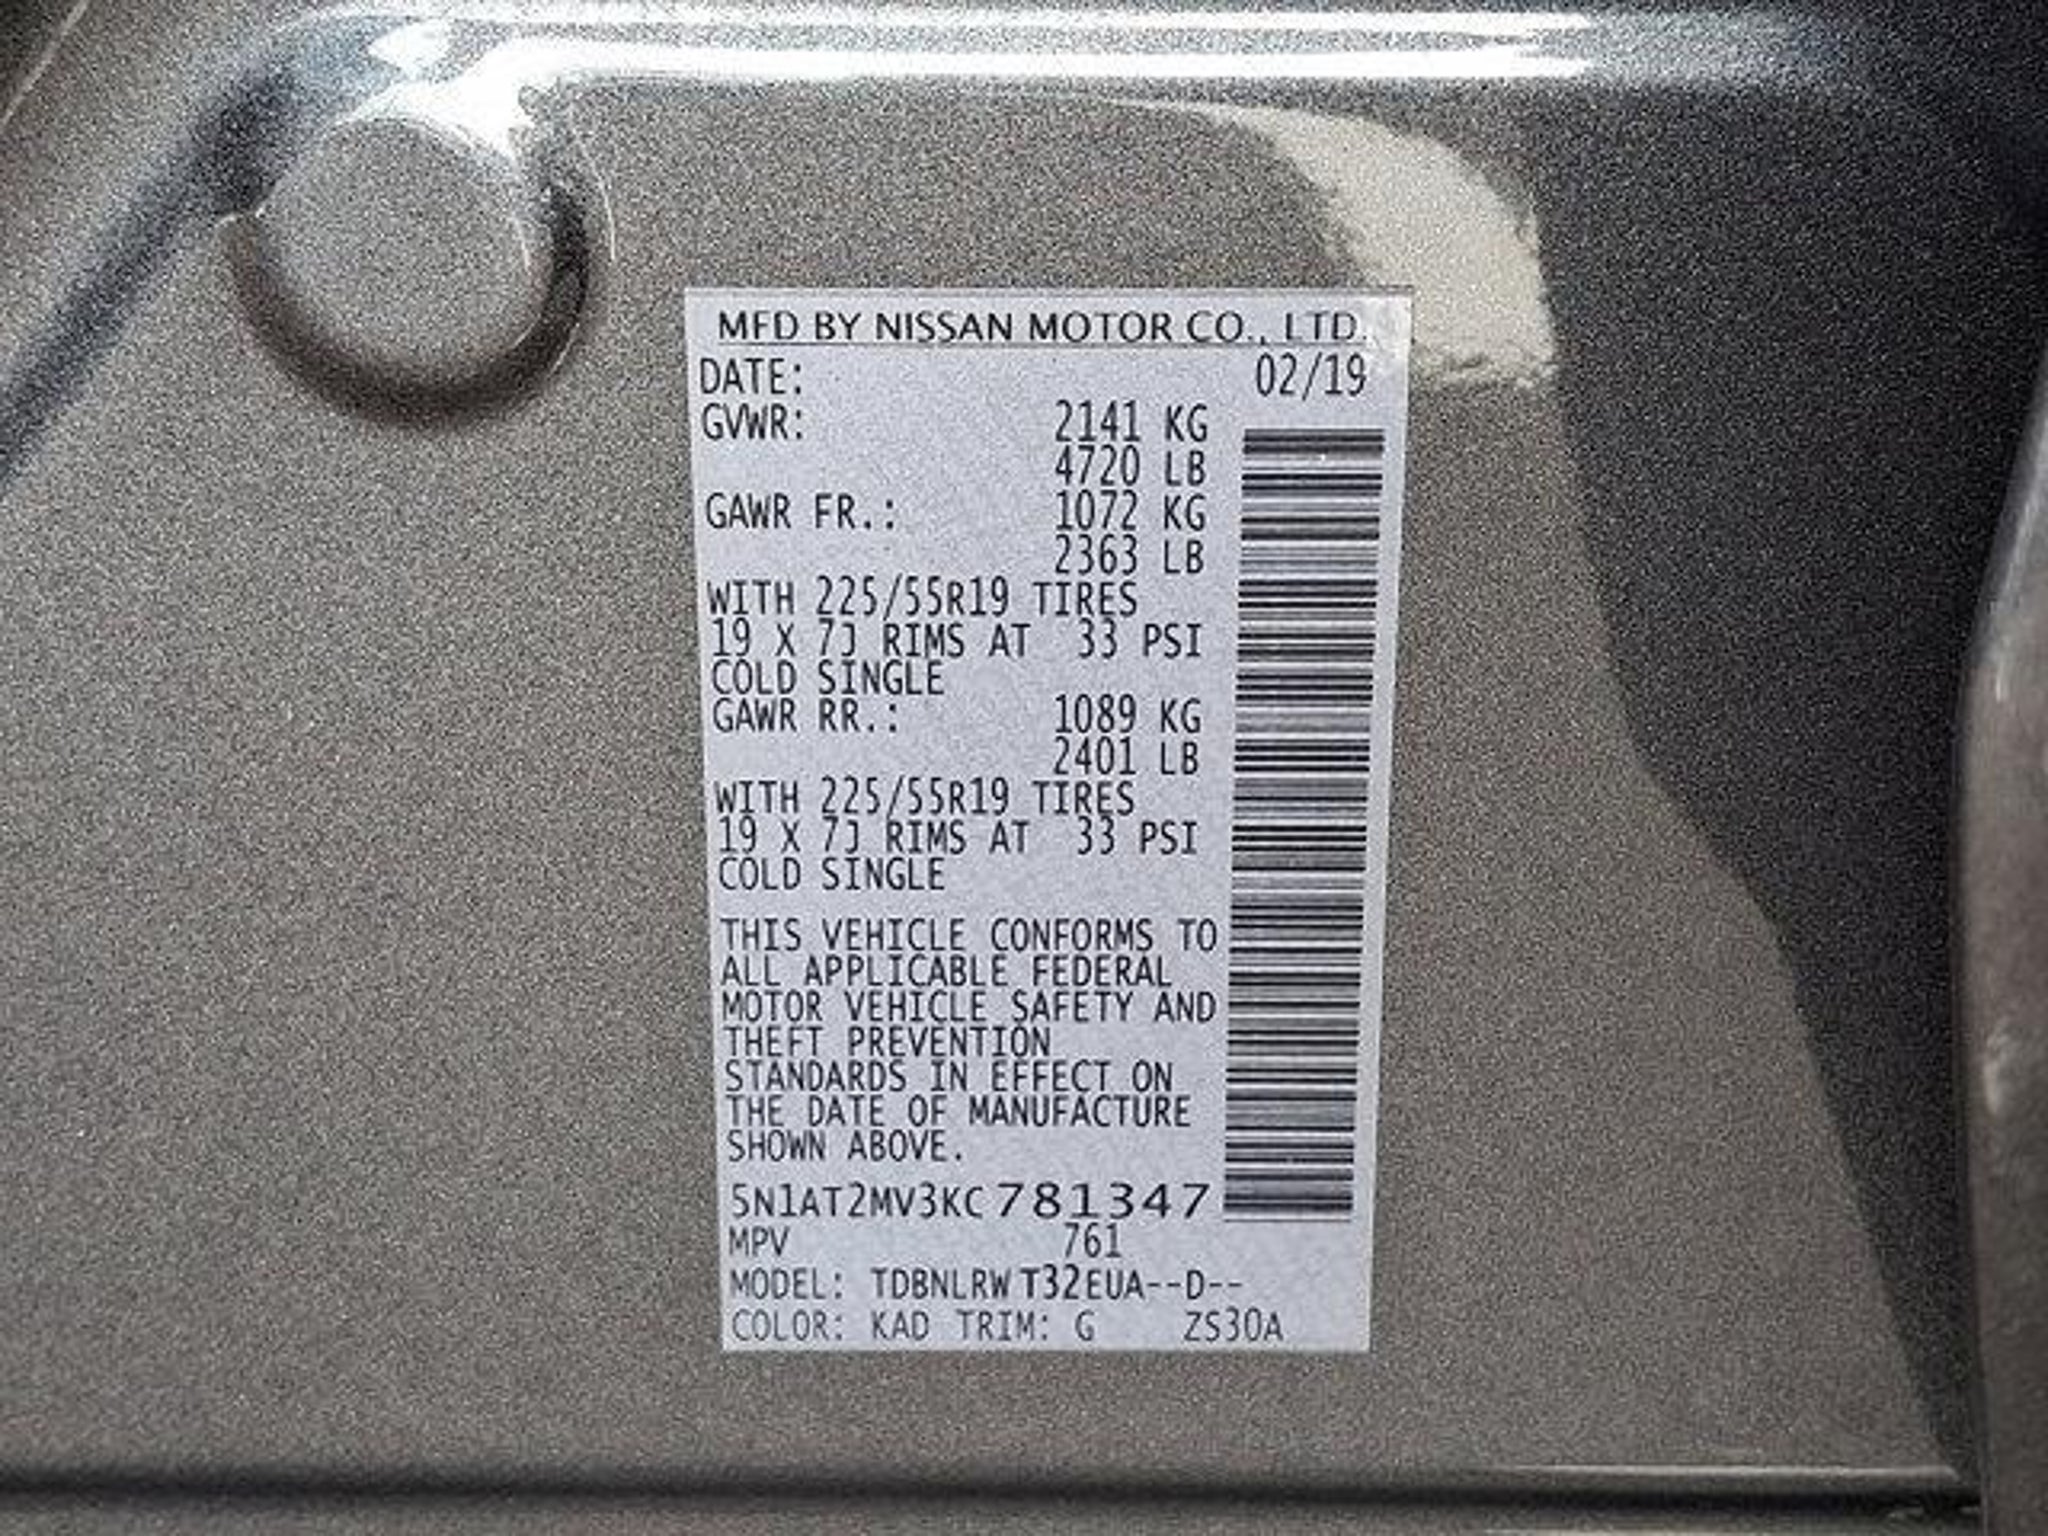 MFD BY NISSAN MOTOR CO., LTD.
DATE: 02/19
GVWR: 2141 KG
4720 LB
GAWR FR.: 1072 KG
2363 LB
WITH 225/55R19 TIRES
19 X 7J RIMS AT 33 PSI
COLD SINGLE
GAWR RR.: 1089 KG
2401 LB
WITH 225/55R19 TIRES
19 X 7J RIMS AT 33 PSI
COLD SINGLE
THIS VEHICLE CONFORMS TO
ALL APPLICABLE FEDERAL
MOTOR VEHICLE SAFETY AND
THEFT PREVENTION
STANDARDS IN EFFECT ON
THE DATE OF MANUFACTURE
SHOWN ABOVE.
5N1AT2MV3KC781347
MPV 761
MODEL: TDBNLRW T32EUA--D--
COLOR: KAD TRIM: G ZS30A